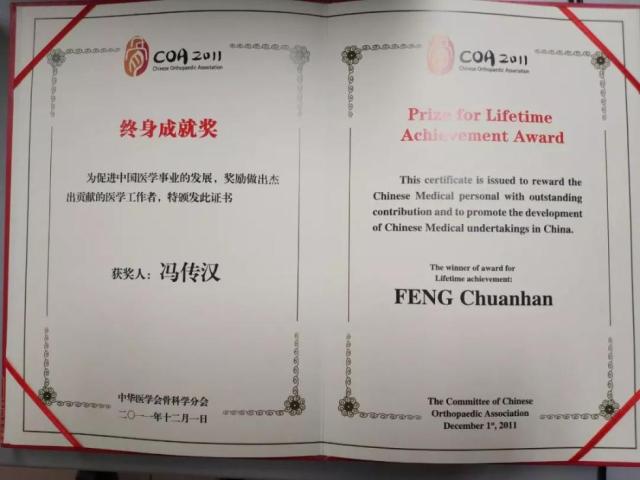 COA 2011
Chinese Orthopaedic Association
终身成就奖
为促进中国医学事业的发展，奖励做出杰
出贡献的医学工作者，特颁发此证书
获奖人：冯传汉
中华医学会骨科学分会
二〇一一年十二月一日
COA 2011
Chinese Orthopaedic Association
Prize for Lifetime
Achievement Award
This certificate is issued to reward the
Chinese Medical personal with outstanding
contribution and to promote the development
of Chinese Medical undertakings in China.
The winner of award for
Lifetime achievement:
FENG Chuanhan
The Committee of Chinese
Orthopaedic Association
December 1st, 2011